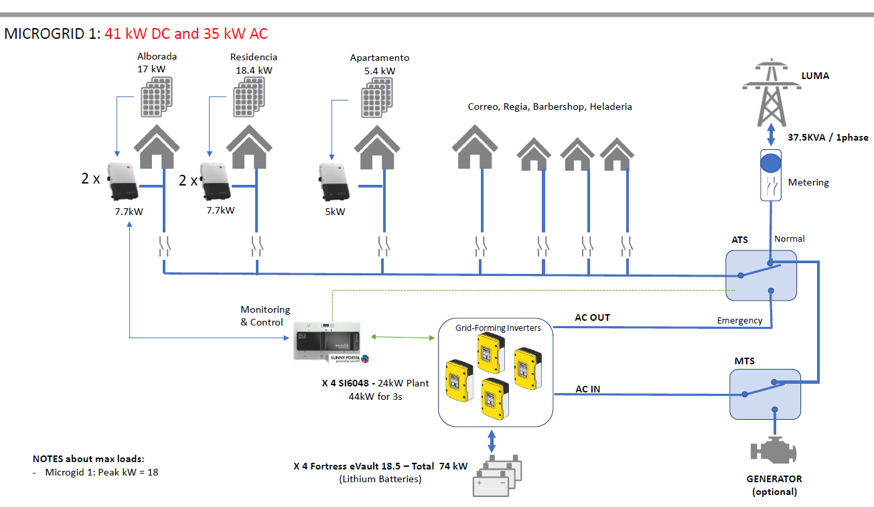 MICROGRID 1: 41 kW DC and 35 kW AC
Alborada
17 kW
Residencia
18.4 kW
Apartamento
5.4 kW
Correo, Regia, Barbershop, Heladeria
LUMA
37.5KVA / 1phase
Metering
2 x
7.7kW
2 x
7.7kW
5kW
ATS
Normal
Emergency
Monitoring
& Control
SUNNY PORTAL
Grid-Forming Inverters
AC OUT
AC IN
MTS
X 4 SI6048 - 24kW Plant
44kW for 3s
X 4 Fortress eVault 18.5 – Total 74 kW
(Lithium Batteries)
GENERATOR
(optional)
NOTES about max loads:
- Microgid 1: Peak kW = 18